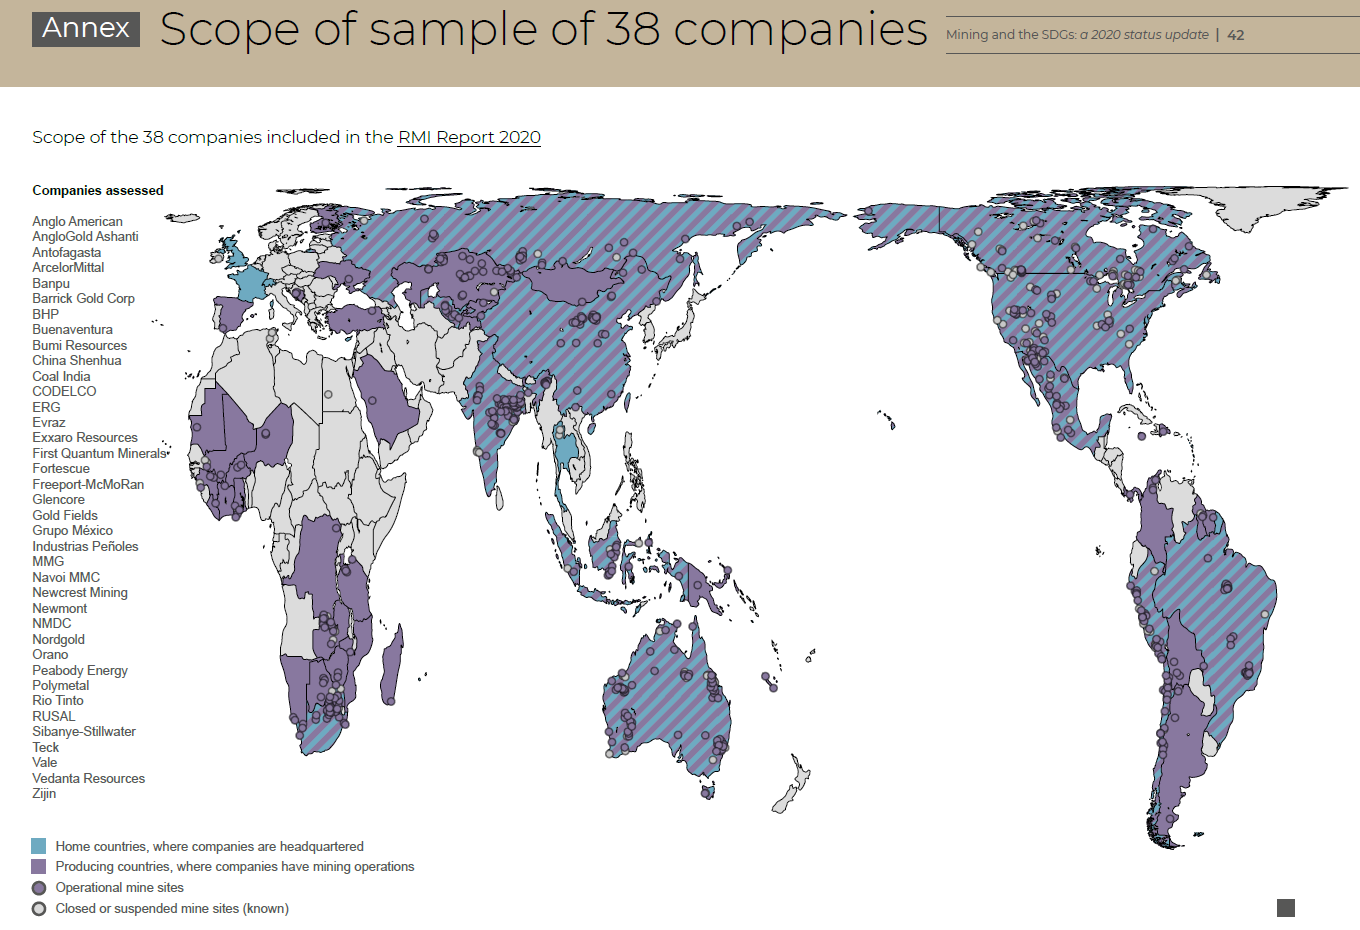 Annex
Scope of sample of 38 companies
Mining and the SDGs: a 2020 status update | 42
Scope of the 38 companies included in the RMI Report 2020
Companies assessed
Anglo American
AngloGold Ashanti
Antofagasta
ArcelorMittal
Banpu
Barrick Gold Corp
BHP
Buenaventura
Bumi Resources
China Shenhua
Coal India
CODELCO
ERG
Evraz
Exxaro Resources
First Quantum Minerals
Fortescue
Freeport-McMoRan
Glencore
Gold Fields
Grupo México
Industrias Peñoles
MMG
Navoi MMC
Newcrest Mining
Newmont
NMDC
Nordgold
Orano
Peabody Energy
Polymetal
Rio Tinto
RUSAL
Sibanye-Stillwater
Teck
Vale
Vedanta Resources
Zijin
Home countries, where companies are headquartered
Producing countries, where companies have mining operations
Operational mine sites
Closed or suspended mine sites (known)